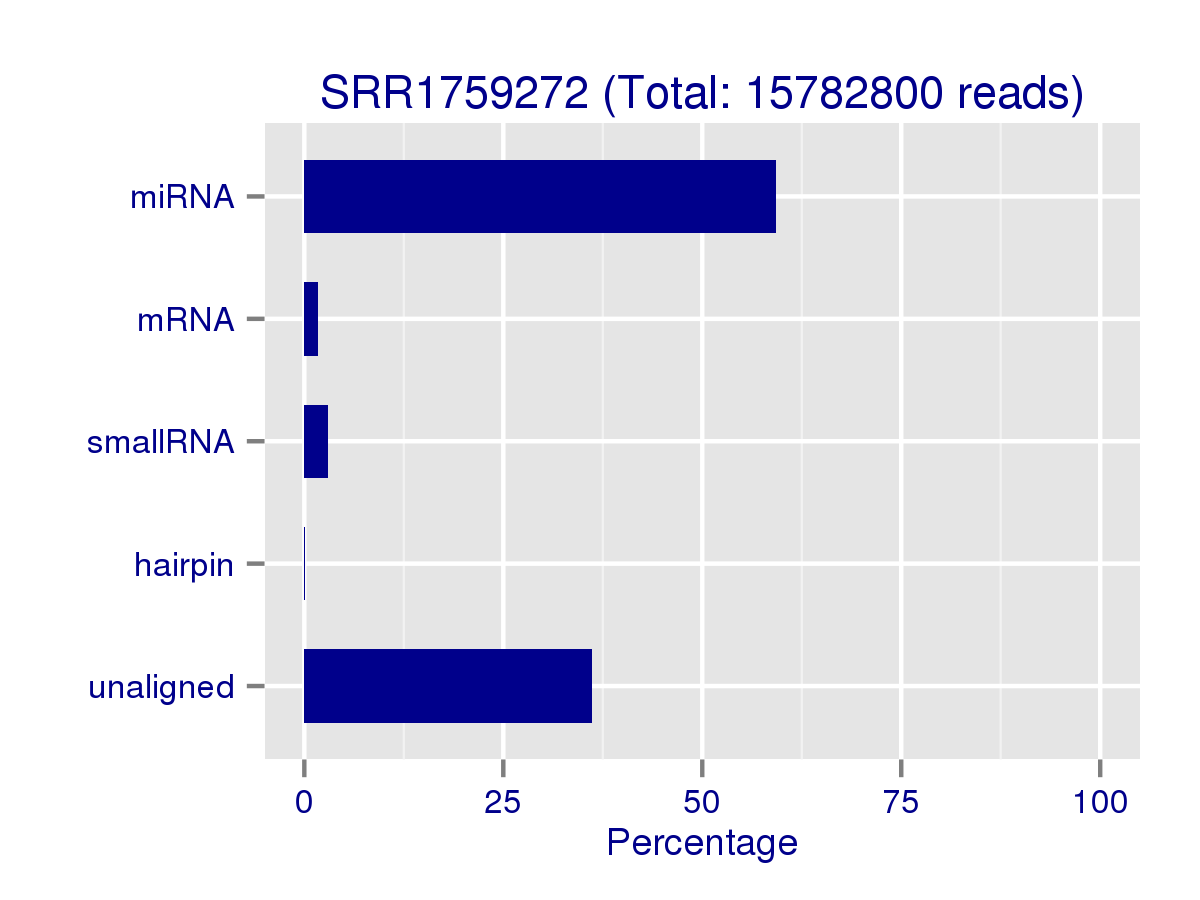 SRR1759272 (Total: 15782800 reads)
miRNA
mRNA
smallRNA
hairpin
unaligned
0 25 50 75 100
Percentage